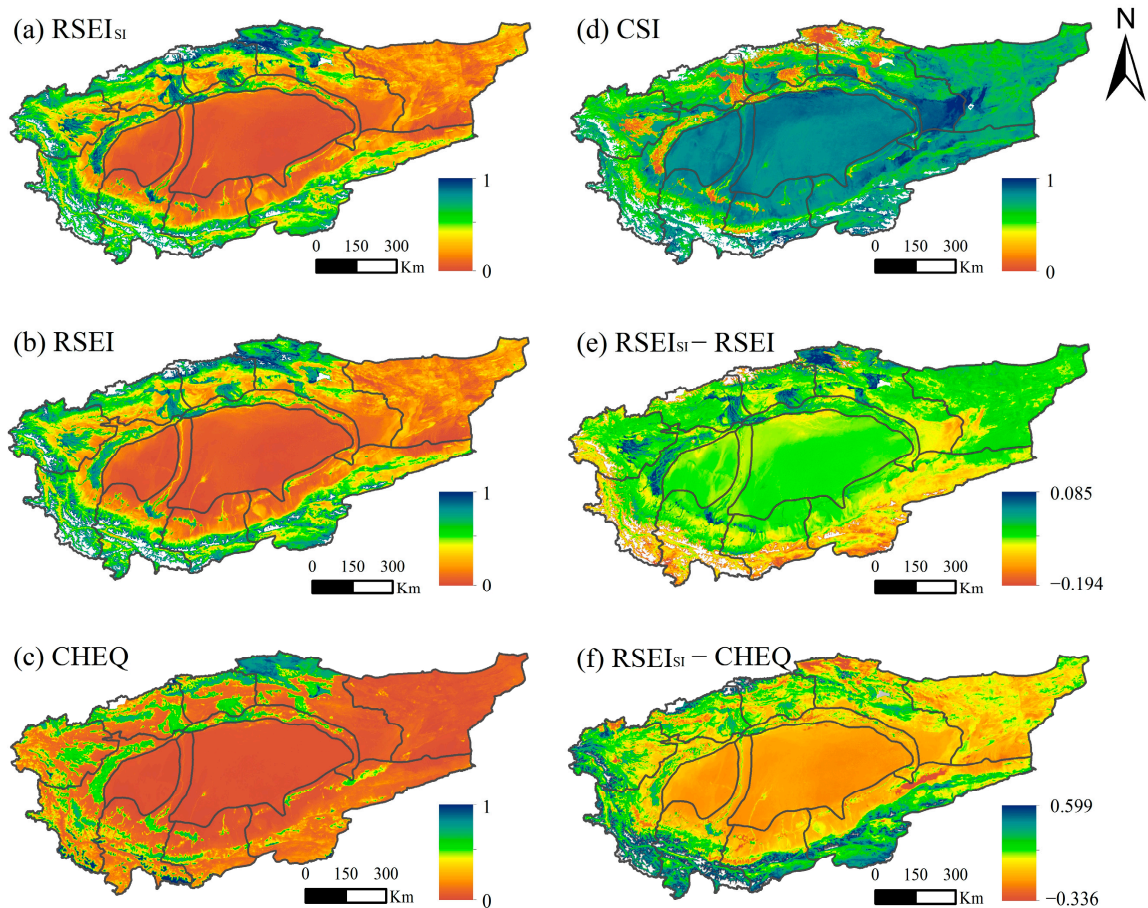 (a) RSEISI
1
0
0 150 300
Km
(b) RSEI
1
0
0 150 300
Km
(c) CHEQ
1
0
0 150 300
Km
(d) CSI
N
1
0
0 150 300
Km
(e) RSEISI − RSEI
0.085
−0.194
0 150 300
Km
(f) RSEISI − CHEQ
0.599
−0.336
0 150 300
Km